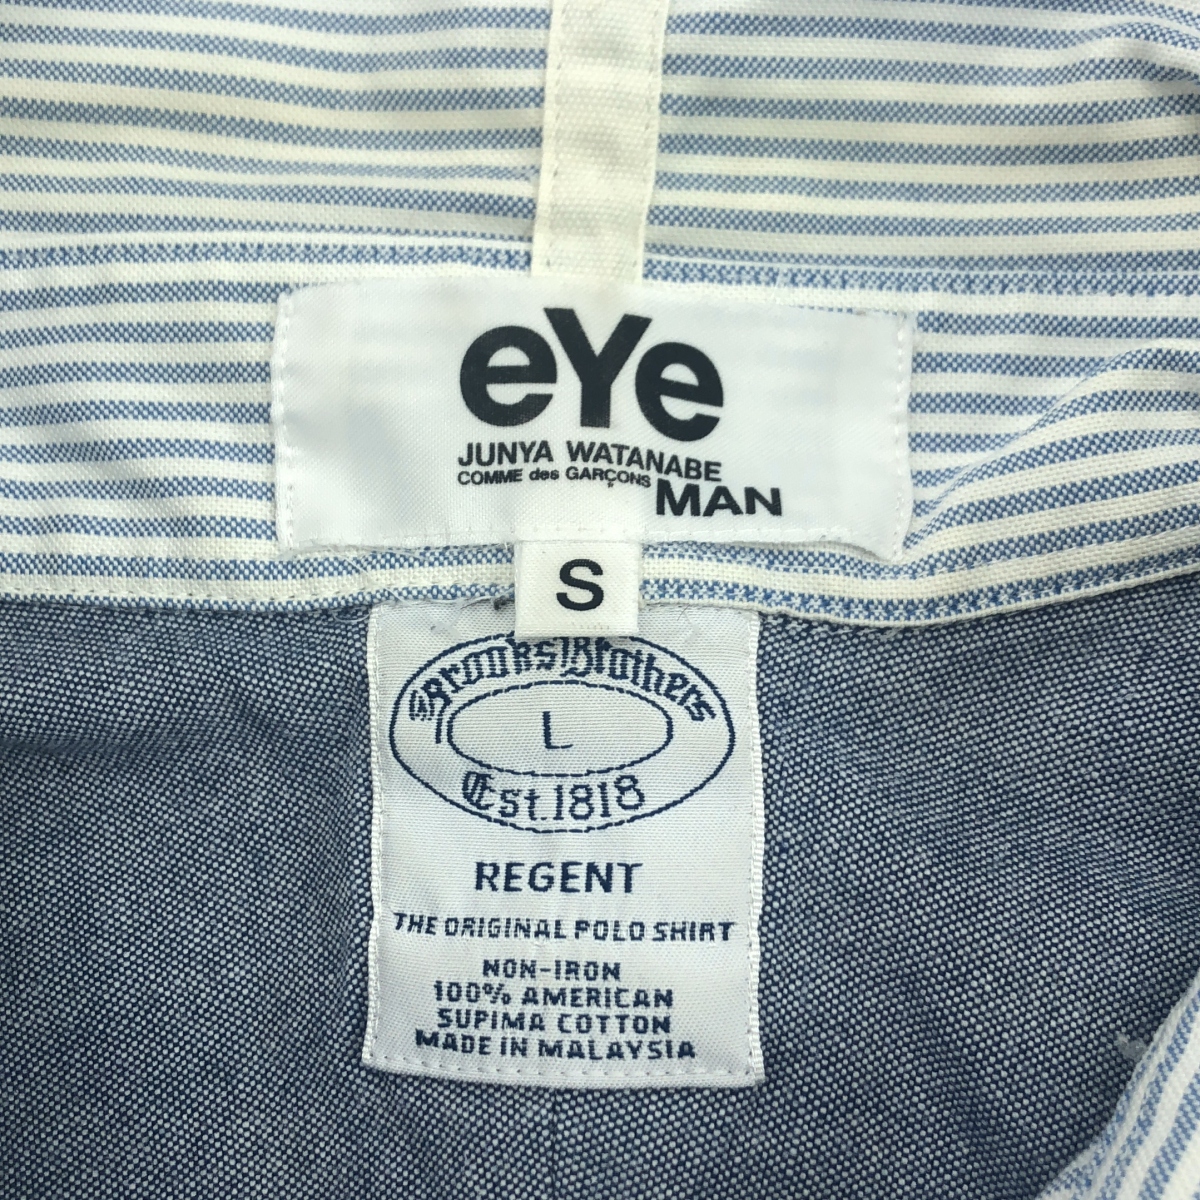 eYe
JUNYA WATANABE
COMME des GARÇONS MAN
S
Brooks Brothers
L
Est. 1818
REGENT
THE ORIGINAL POLO SHIRT
NON-IRON
100% AMERICAN
SUPIMA COTTON
MADE IN MALAYSIA